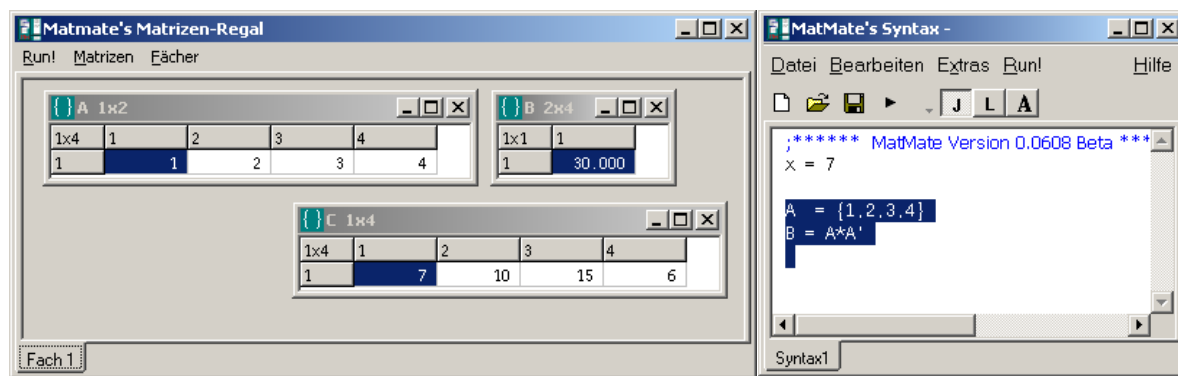 Matmate's Matrizen-Regal
Run! Matrizen Fächer
A 1x2
1x4 1 2 3 4
1 1 2 3 4
B 2x4
1x1 1
1 30.000
C 1x4
1x4 1 2 3 4
1 7 10 15 6
Fach 1
MatMate's Syntax -
Datei Bearbeiten Extras Run! Hilfe
J L A
;****** MatMate Version 0.0608 Beta ***
x = 7
A = {1,2,3,4}
B = A*A'
Syntax1